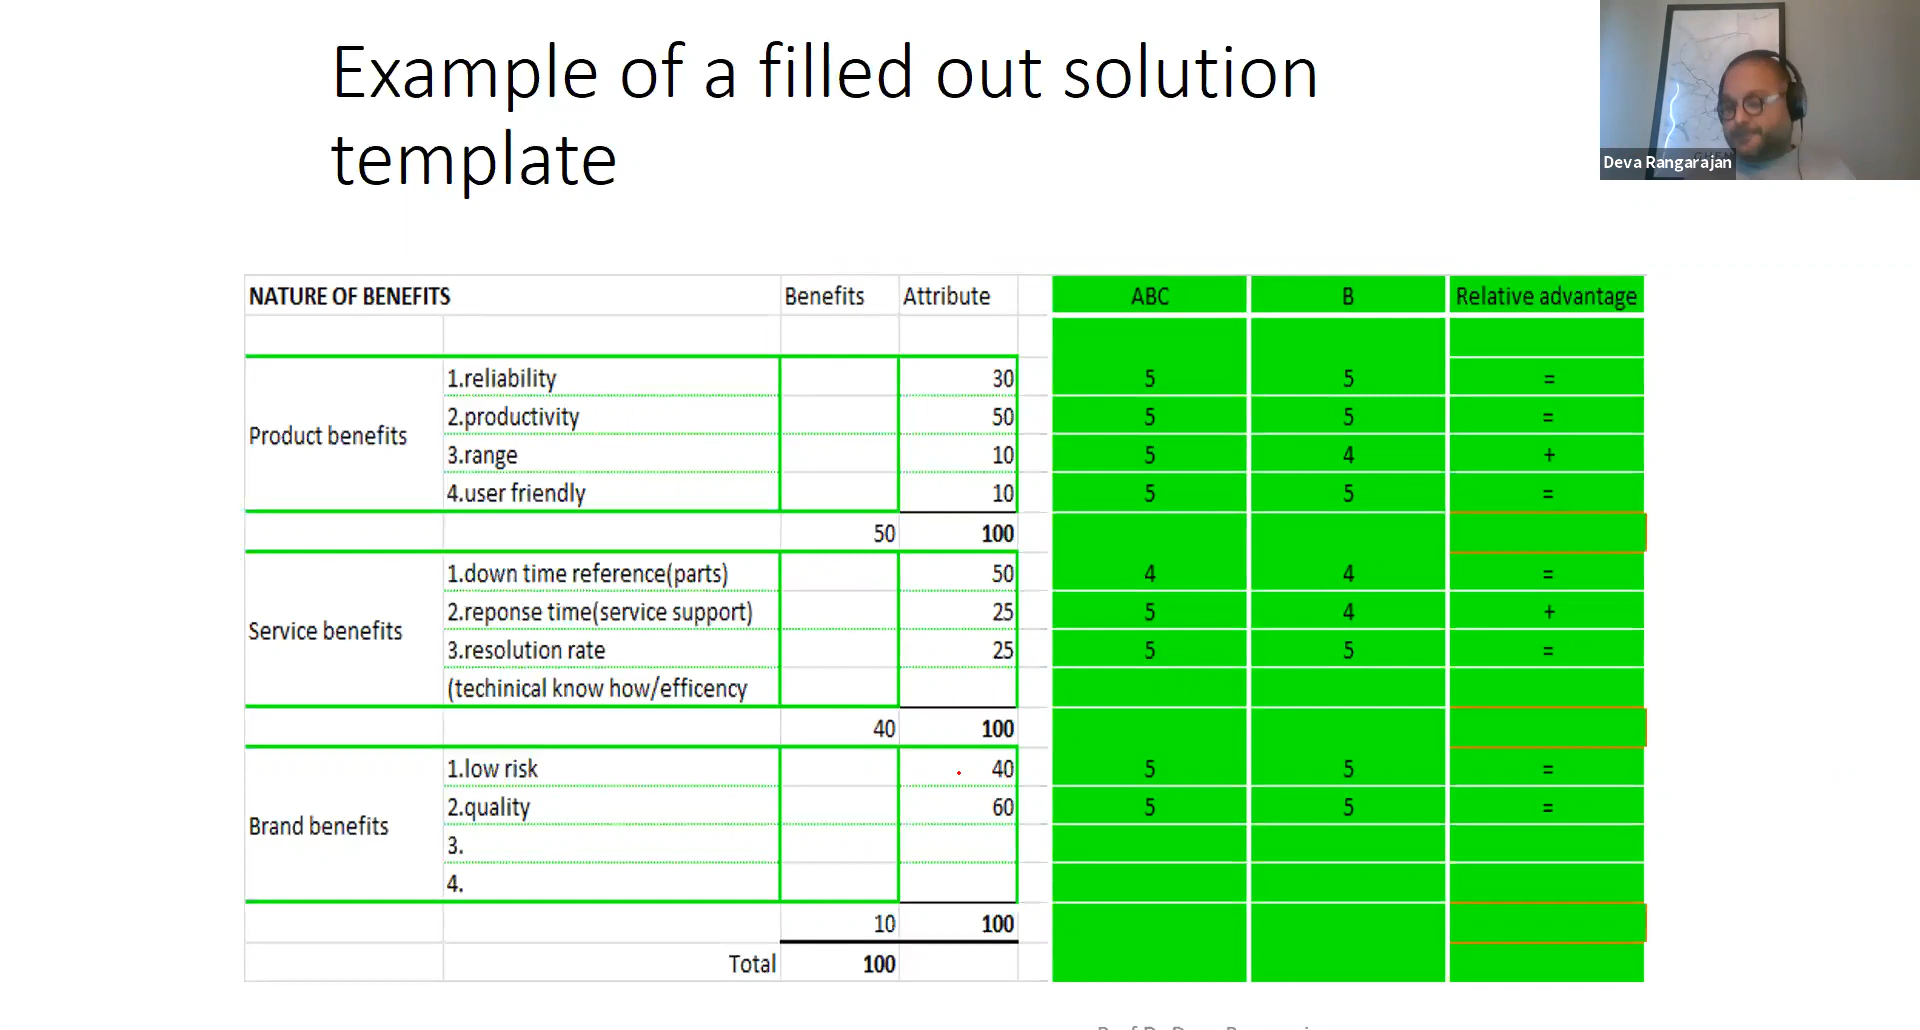 Example of a filled out solution
template
Deva Rangarajan
NATURE OF BENEFITS Benefits Attribute ABC B Relative advantage
Product benefits
1.reliability 30 5 5 =
2.productivity 50 5 5 =
3.range 10 5 4 +
4.user friendly 10 5 5 =
50 100
Service benefits
1.down time reference(parts) 50 4 4 =
2.reponse time(service support) 25 5 4 +
3.resolution rate 25 5 5 =
(techinical know how/efficency
40 100
Brand benefits
1.low risk 40 5 5 =
2.quality 60 5 5 =
3.
4.
10 100
Total 100